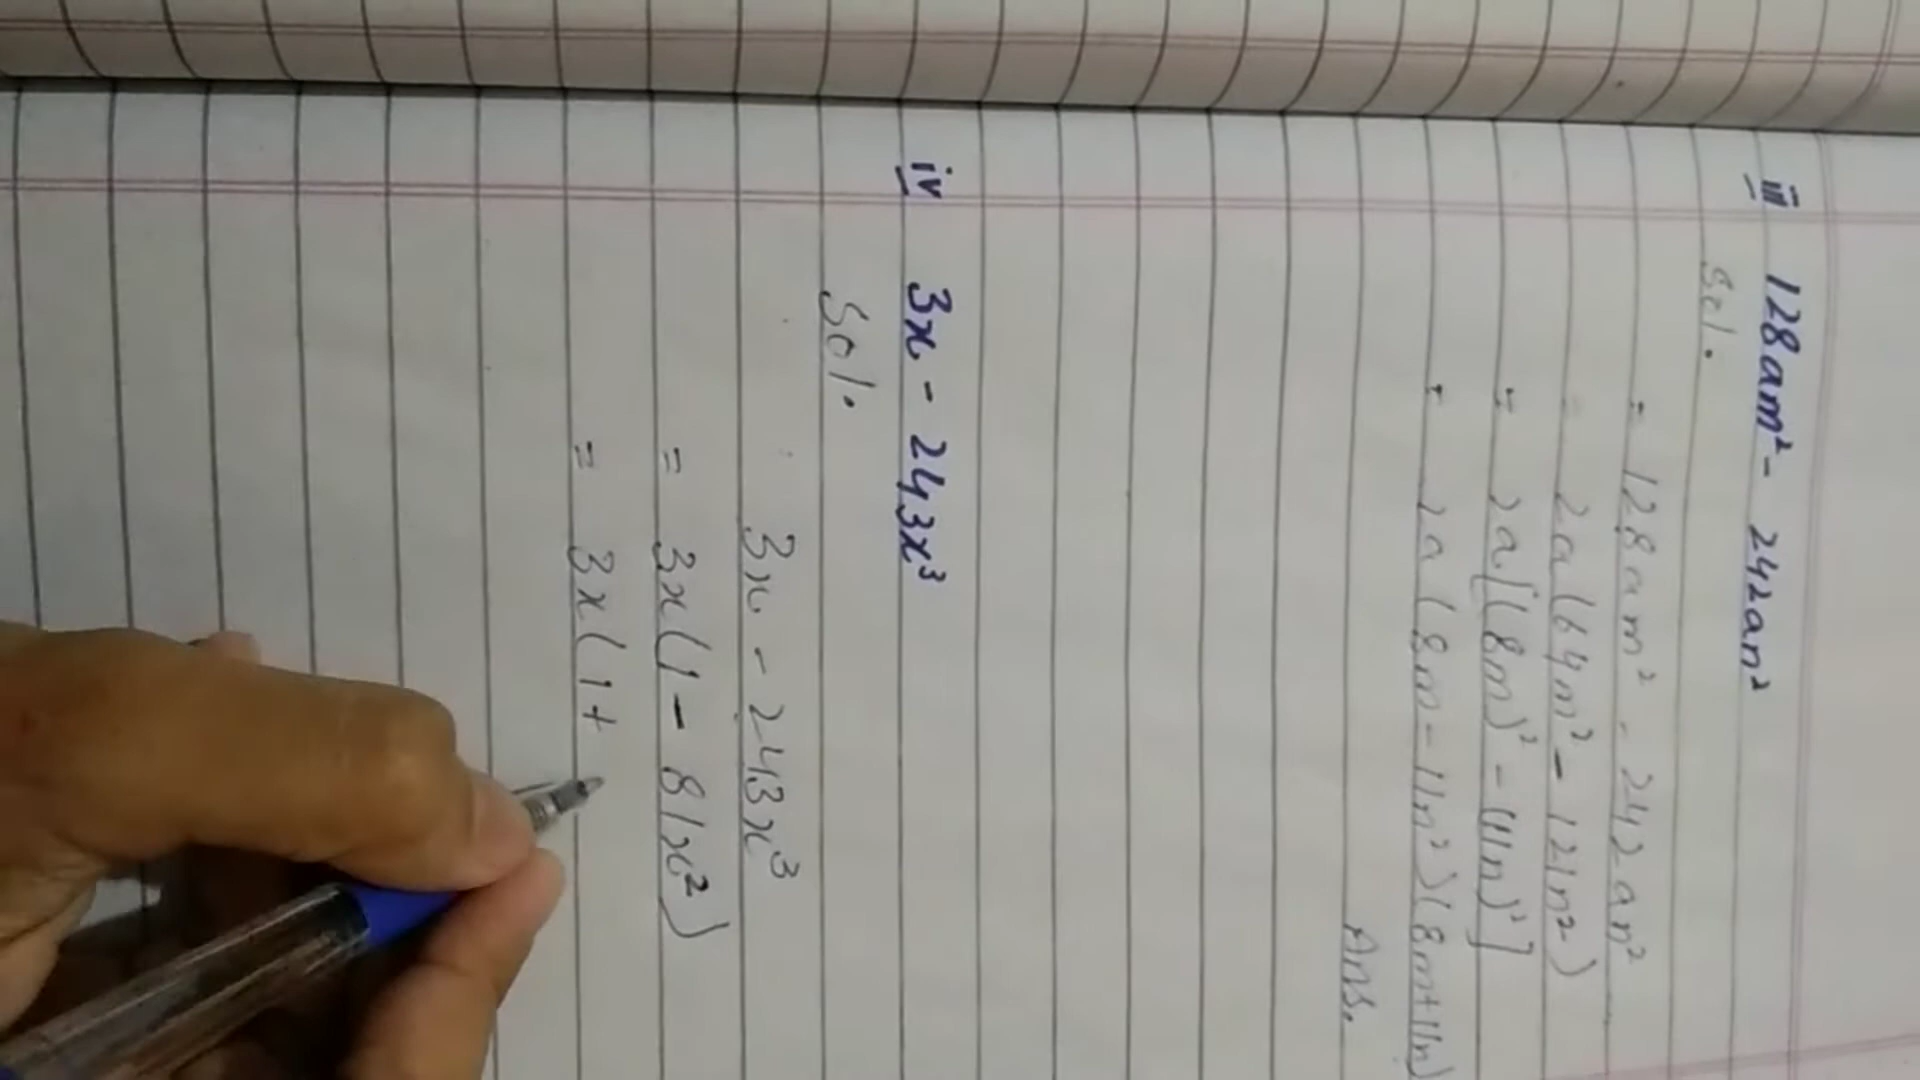 iii 128am² - 242an²
Sol.
= 128am² - 242an²
= 2a(64m² - 121n²)
= 2a[(8m)² - (11n)²]
= 2a(8m - 11n²)(8m+11n)
Ans.
iv 3x - 243x³
Sol.
3x - 243x³
= 3x(1 - 81x²)
= 3x(1+